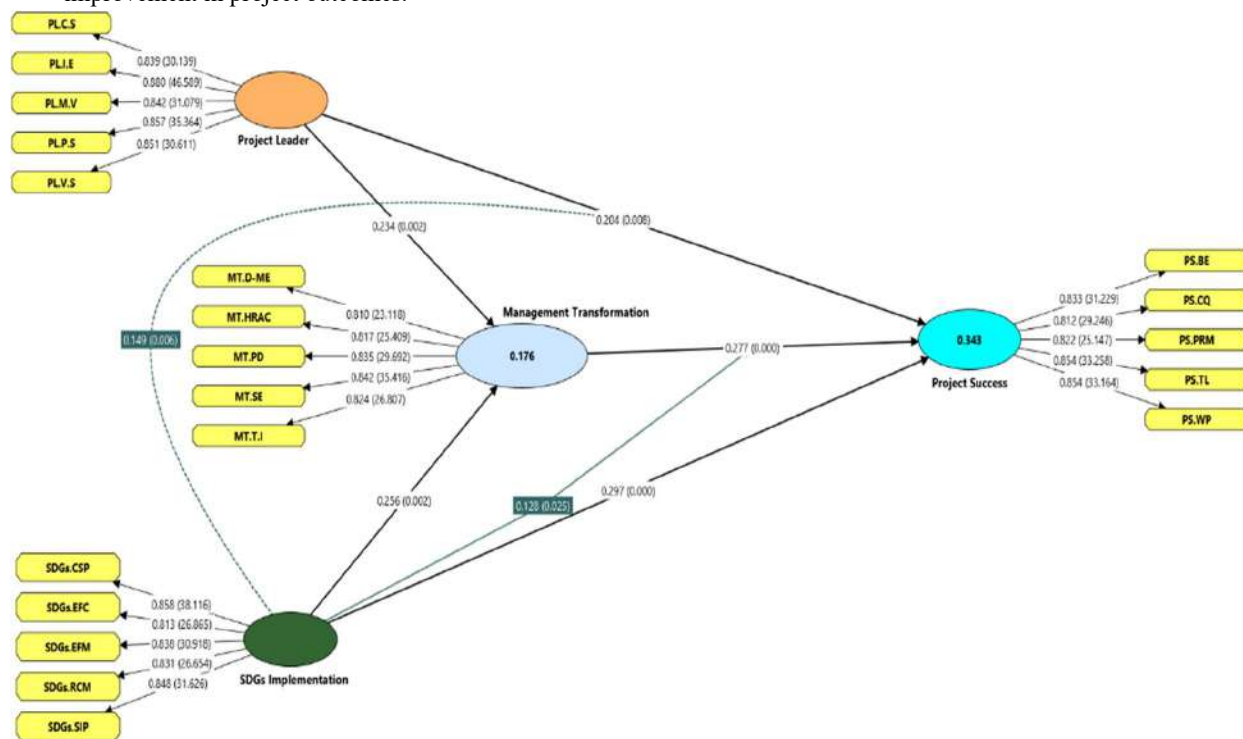 improvement in project outcomes.
PL.C.S
PL.I.E
PL.M.V
PL.P.S
PL.V.S
0.839 (30.139)
0.880 (46.589)
0.842 (31.079)
0.857 (35.364)
0.851 (30.611)
Project Leader
0.234 (0.002)
0.204 (0.008)
0.149 (0.006)
MT.D-ME
MT.HRAC
MT.PD
MT.SE
MT.T.I
0.810 (23.118)
0.817 (25.409)
0.835 (29.692)
0.842 (35.416)
0.824 (26.807)
Management Transformation
0.176
0.277 (0.000)
0.343
Project Success
0.833 (31.229)
0.812 (29.246)
0.822 (25.147)
0.854 (33.258)
0.854 (33.164)
PS.BE
PS.CQ
PS.PRM
PS.TL
PS.WP
0.256 (0.002)
0.128 (0.025)
0.297 (0.000)
SDGs.CSP
SDGs.EFC
SDGs.EFM
SDGs.RCM
SDGs.SIP
0.858 (38.116)
0.813 (26.865)
0.838 (30.918)
0.831 (26.654)
0.848 (31.626)
SDGs Implementation